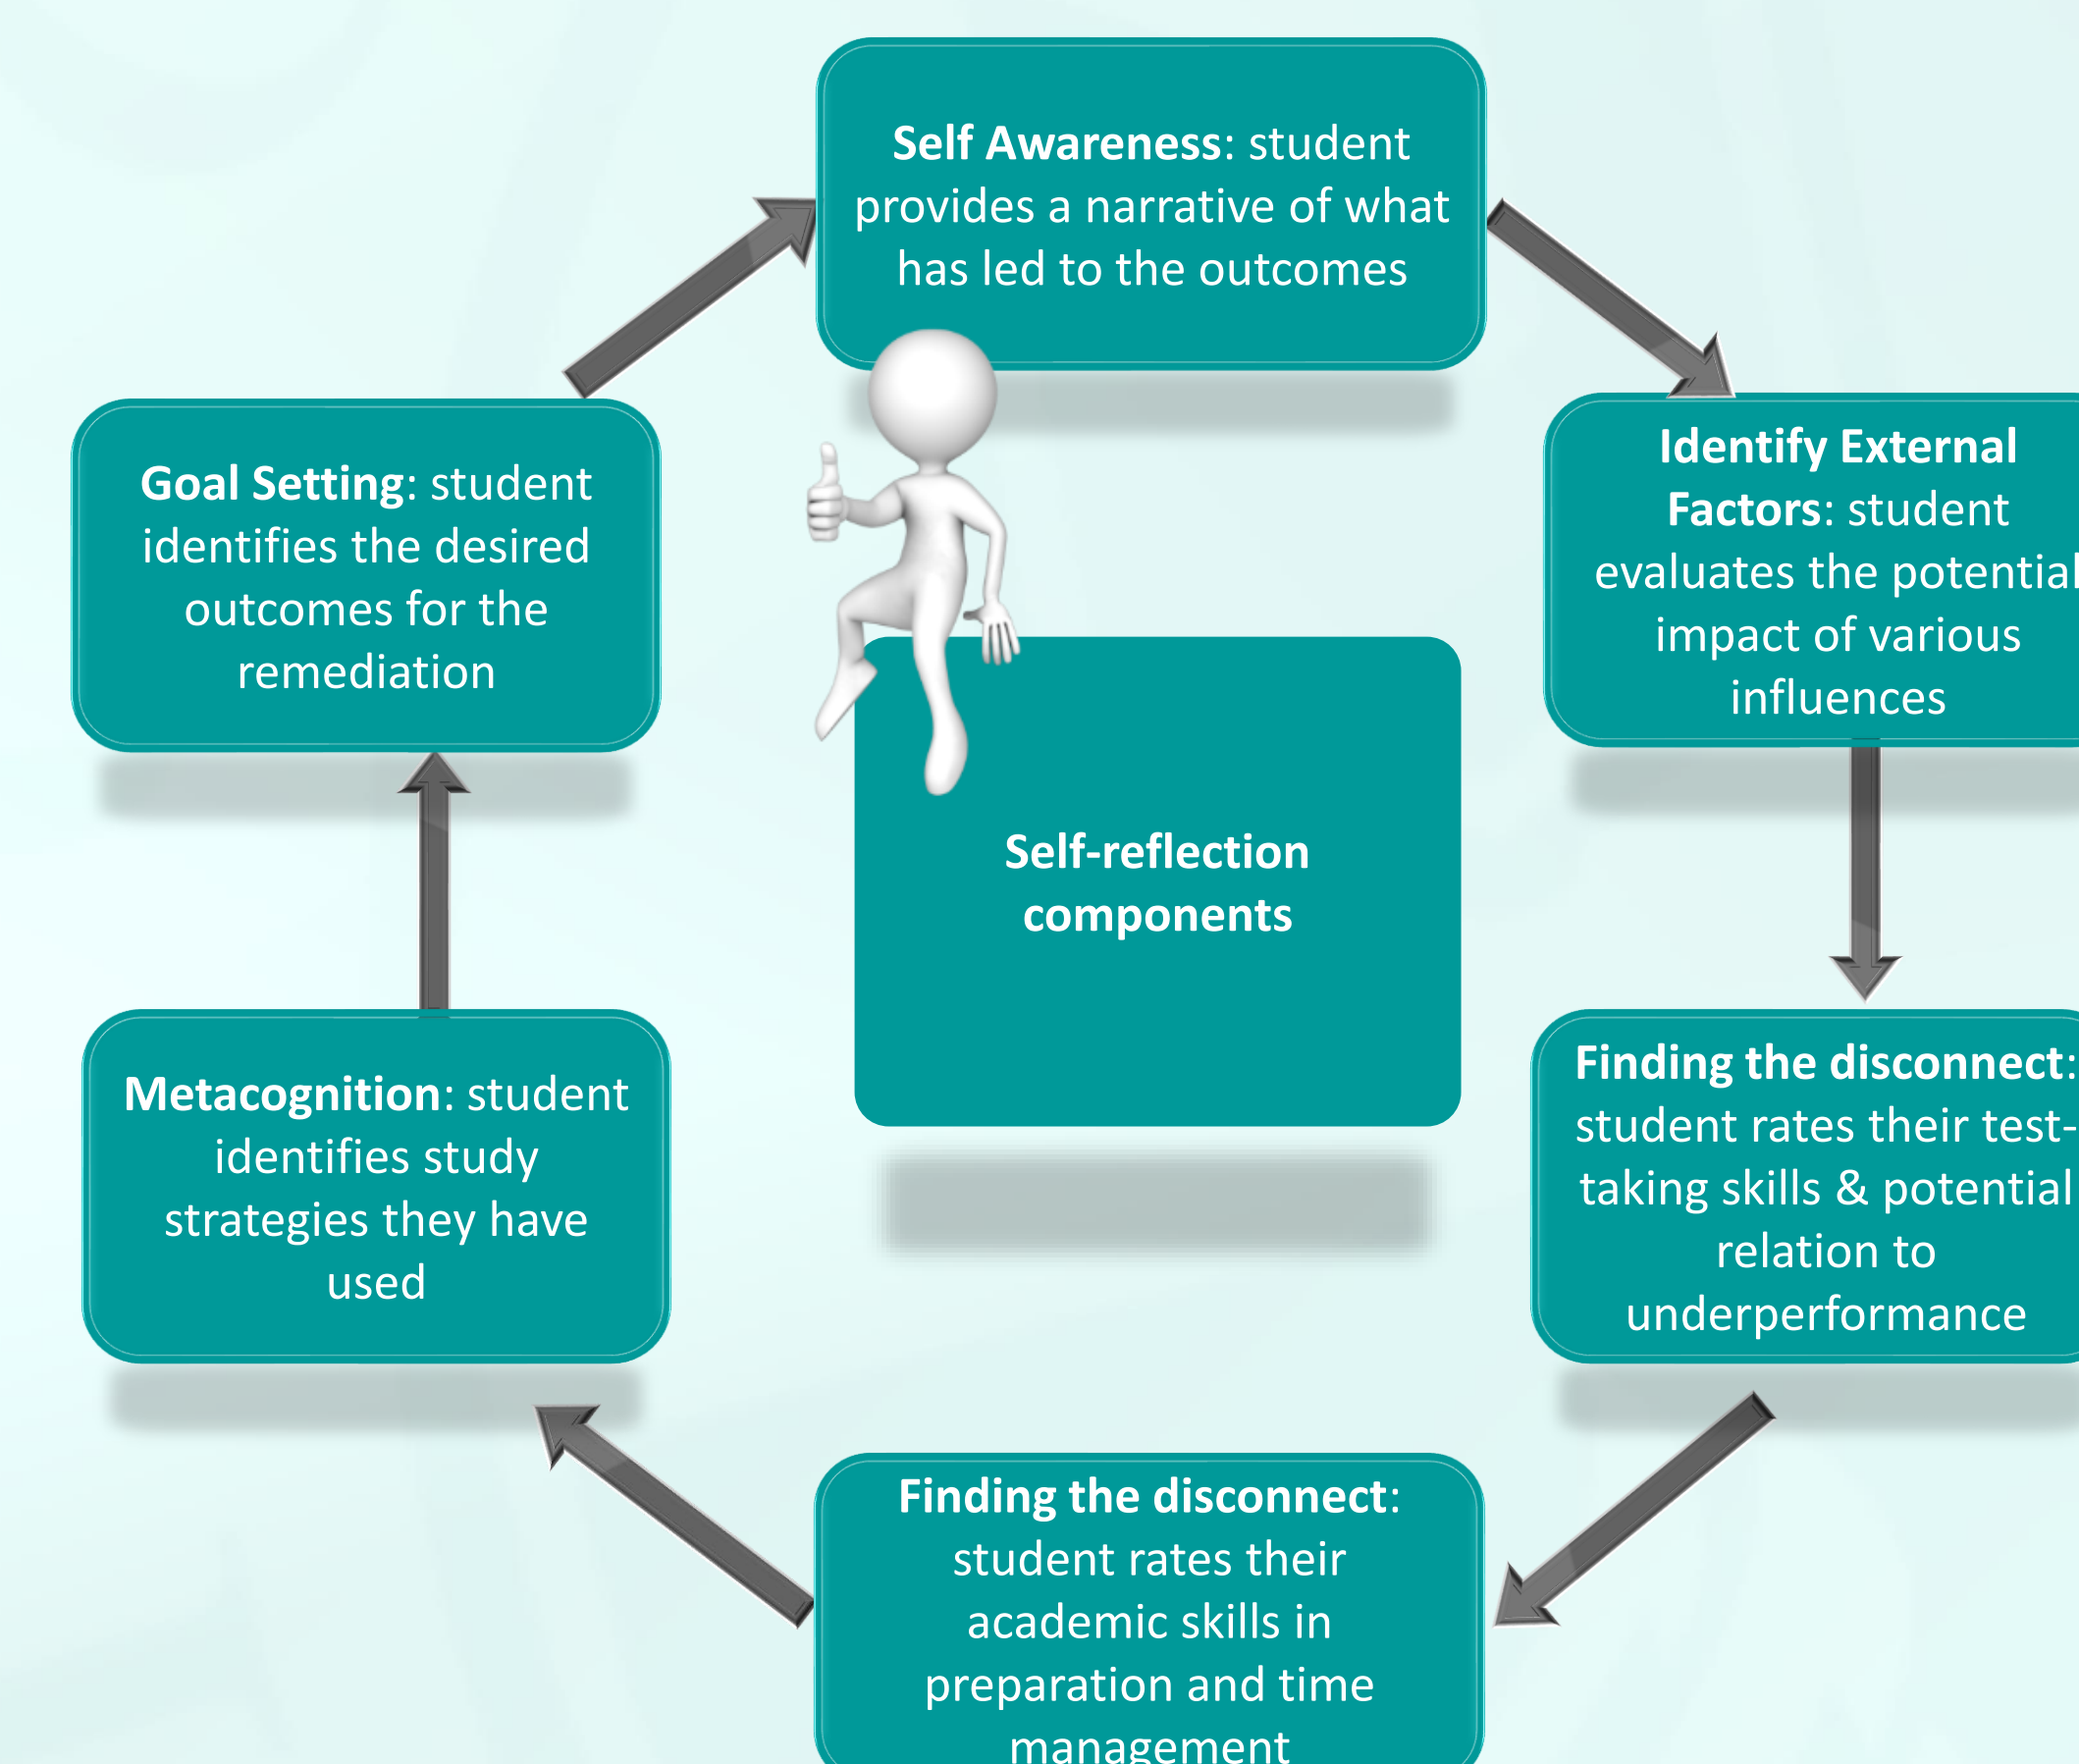 Self Awareness: student
provides a narrative of what
has led to the outcomes
Identify External
Factors: student
evaluates the potential
impact of various
influences
Finding the disconnect:
student rates their test-
taking skills & potential
relation to
underperformance
Finding the disconnect:
student rates their
academic skills in
preparation and time
management
Metacognition: student
identifies study
strategies they have
used
Goal Setting: student
identifies the desired
outcomes for the
remediation
Self-reflection
components